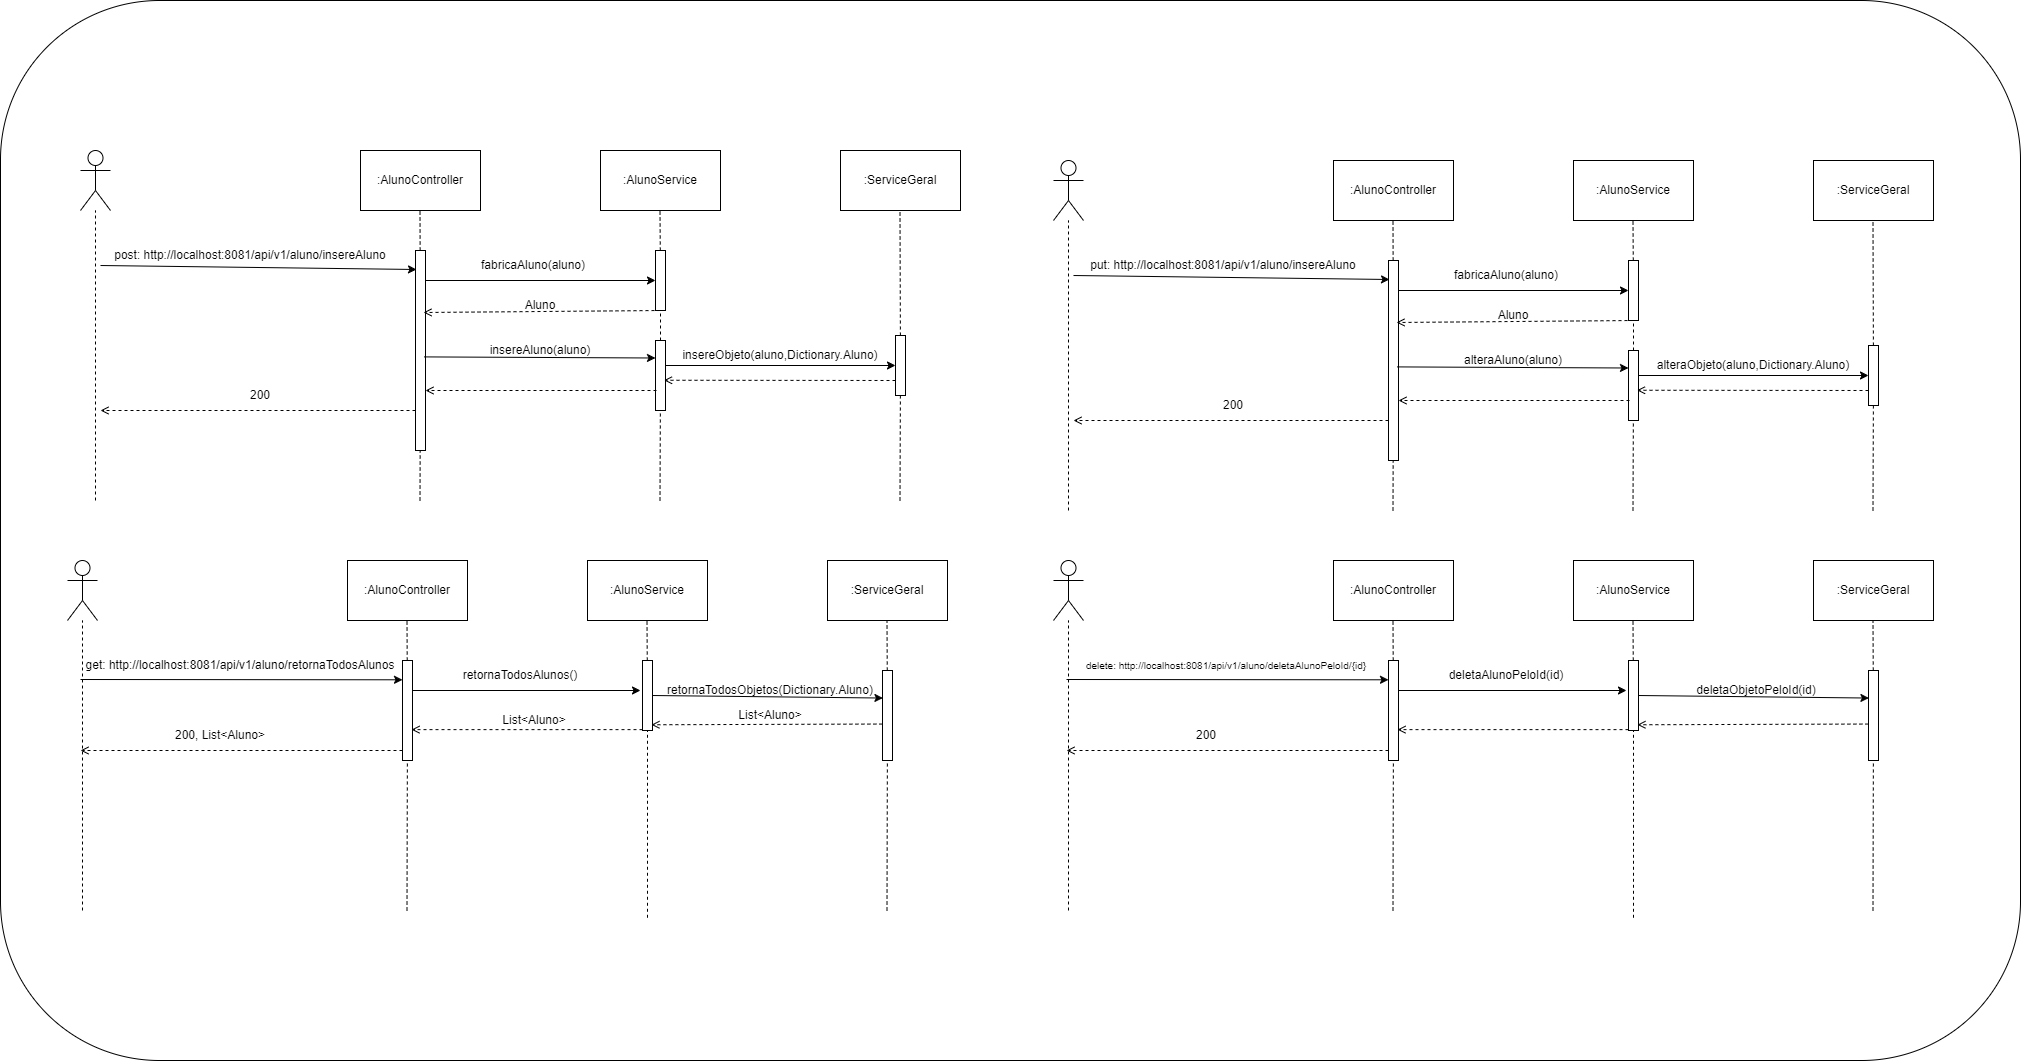 :AlunoController
:AlunoService
:ServiceGeral
post: http://localhost:8081/api/v1/aluno/insereAluno
fabricaAluno(aluno)
Aluno
insereAluno(aluno)
insereObjeto(aluno,Dictionary.Aluno)
200
:AlunoController
:AlunoService
:ServiceGeral
put: http://localhost:8081/api/v1/aluno/insereAluno
fabricaAluno(aluno)
Aluno
alteraAluno(aluno)
alteraObjeto(aluno,Dictionary.Aluno)
200
:AlunoController
:AlunoService
:ServiceGeral
get: http://localhost:8081/api/v1/aluno/retornaTodosAlunos
retornaTodosAlunos()
retornaTodosObjetos(Dictionary.Aluno)
List<Aluno>
List<Aluno>
200, List<Aluno>
:AlunoController
:AlunoService
:ServiceGeral
delete: http://localhost:8081/api/v1/aluno/deletaAlunoPeloId/{id}
deletaAlunoPeloId(id)
deletaObjetoPeloId(id)
200